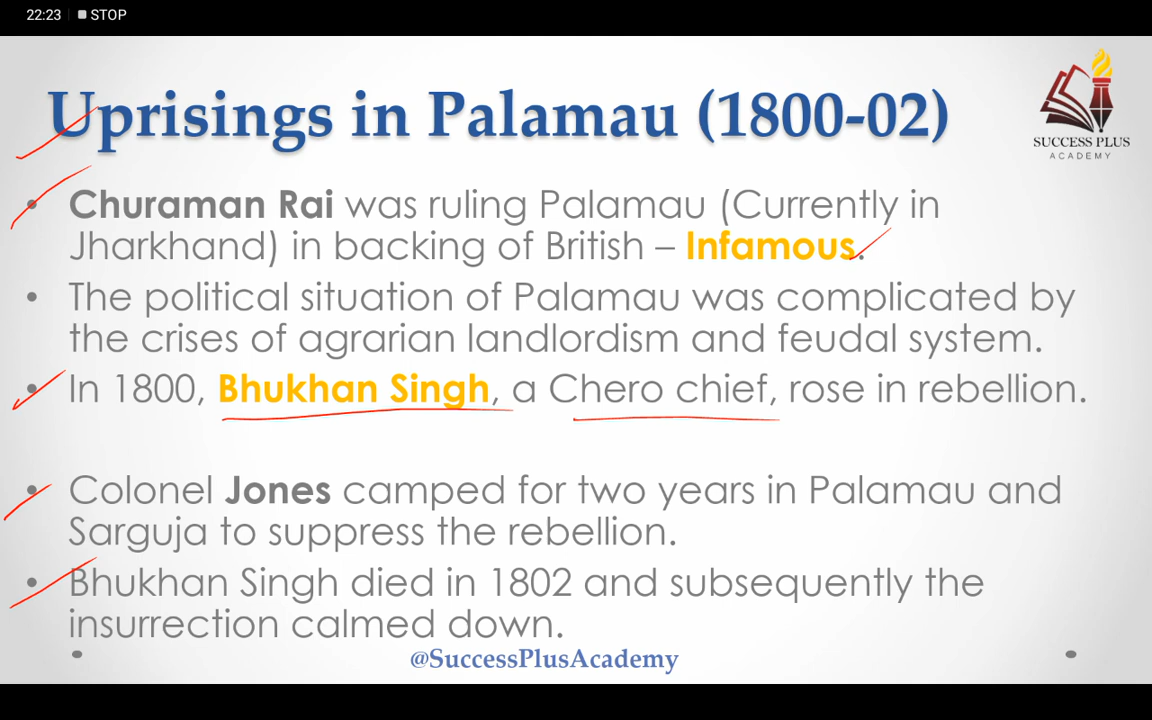 22:23 STOP
Uprisings in Palamau (1800-02)
SUCCESS PLUS
ACADEMY
• Churaman Rai was ruling Palamau (Currently in
Jharkhand) in backing of British – Infamous.
• The political situation of Palamau was complicated by
the crises of agrarian landlordism and feudal system.
• In 1800, Bhukhan Singh, a Chero chief, rose in rebellion.
• Colonel Jones camped for two years in Palamau and
Sarguja to suppress the rebellion.
• Bhukhan Singh died in 1802 and subsequently the
insurrection calmed down.
@SuccessPlusAcademy